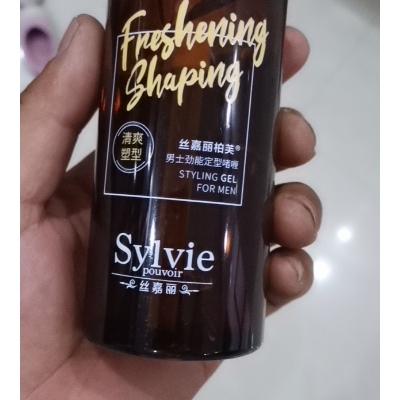 Freshening
Shaping
清爽
塑型
丝嘉丽柏芙®
男士劲能定型啫喱
STYLING GEL
FOR MEN
Sylvie
pouvoir
丝嘉丽